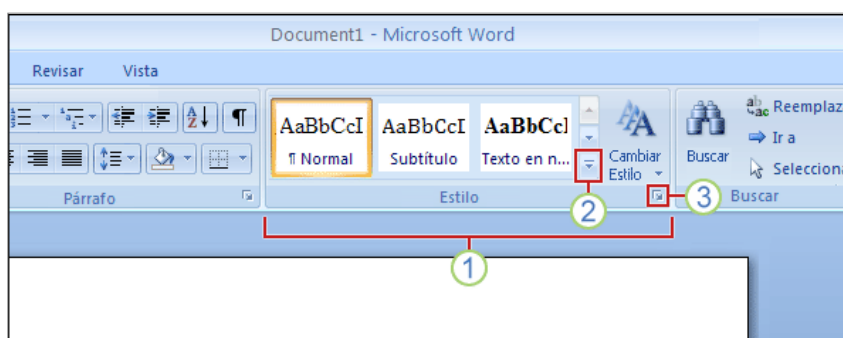 Document1 - Microsoft Word
Revisar Vista
AaBbCcI AaBbCcI AaBbCcl
¶ Normal Subtítulo Texto en n...
Cambiar Estilo
Buscar
Reemplaz
Ir a
Selecciona
Párrafo Estilo Buscar
2
3
1